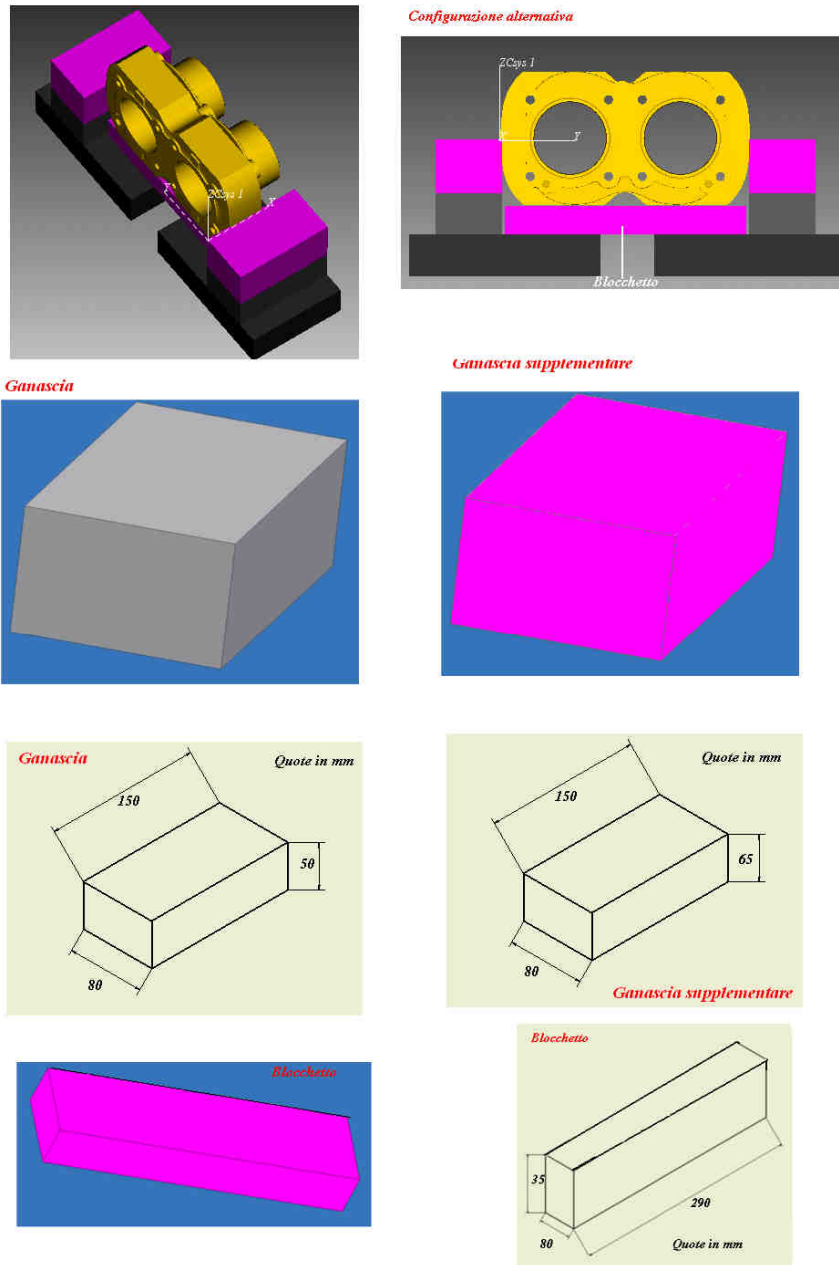 Configurazione alternativa
ZCsys 1
Y
X
ZCsys 1
X
Y
Blocchetto
Ganascia supplementare
Ganascia
Ganascia
Quote in mm
150
50
80
Quote in mm
150
65
80
Ganascia supplementare
Blocchetto
Blocchetto
35
290
80
Quote in mm